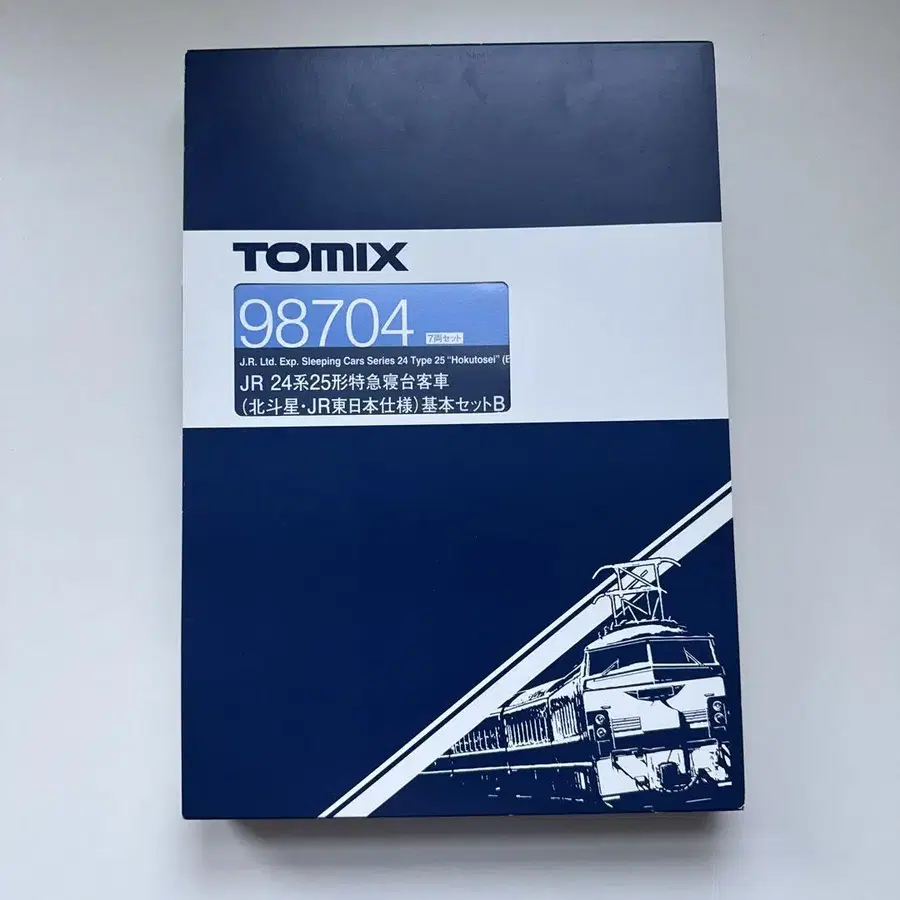 TOMIX
98704 7両セット
J.R. Ltd. Exp. Sleeping Cars Series 24 Type 25 "Hokutosei" (E
JR 24系25形特急寝台客車
(北斗星・JR東日本仕様)基本セットB